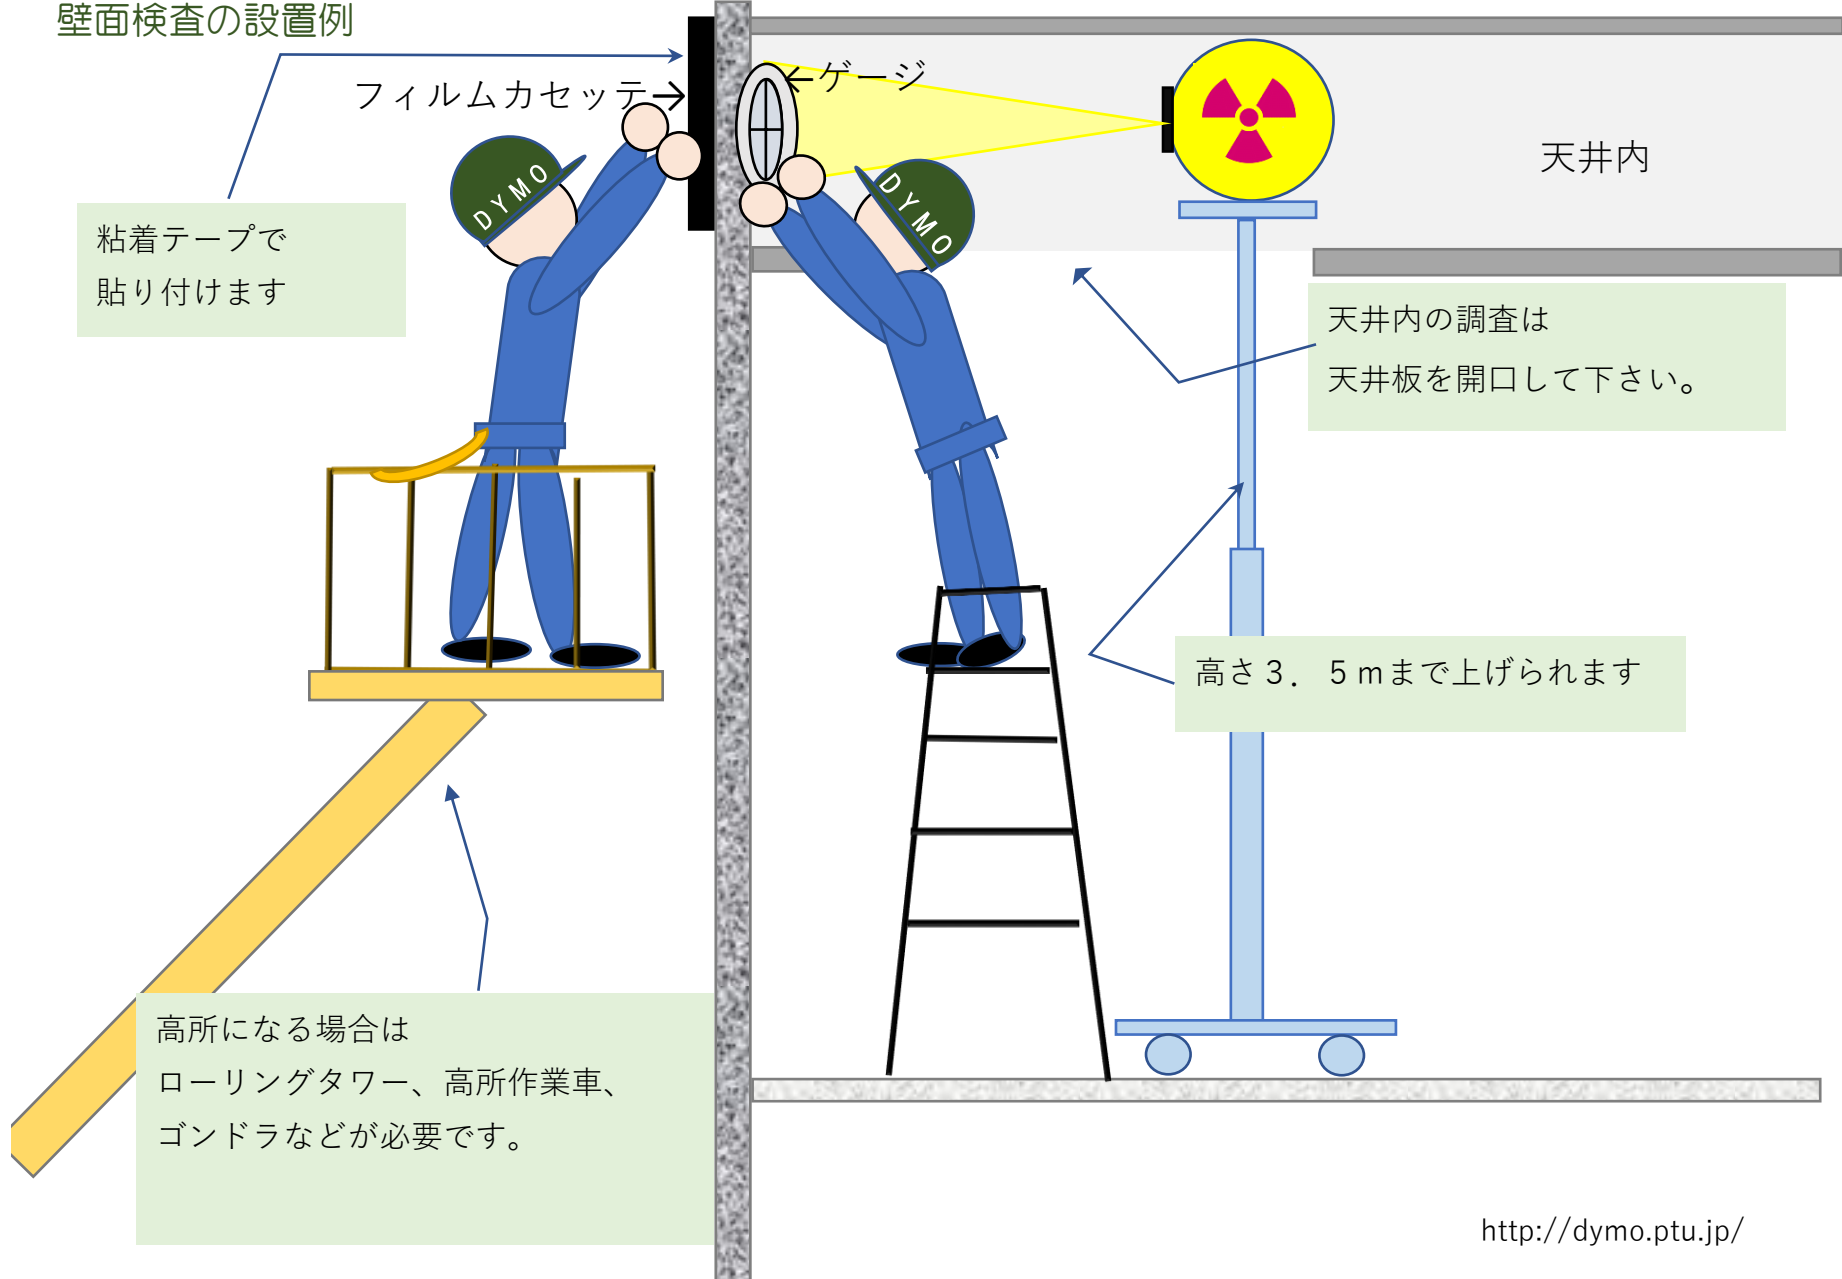 壁面検査の設置例
フィルムカセッテ→
←ゲージ
天井内
DYMO
DYMO
粘着テープで
貼り付けます
天井内の調査は
天井板を開口して下さい。
高さ３．５ｍまで上げられます
高所になる場合は
ローリングタワー、高所作業車、
ゴンドラなどが必要です。
http://dymo.ptu.jp/